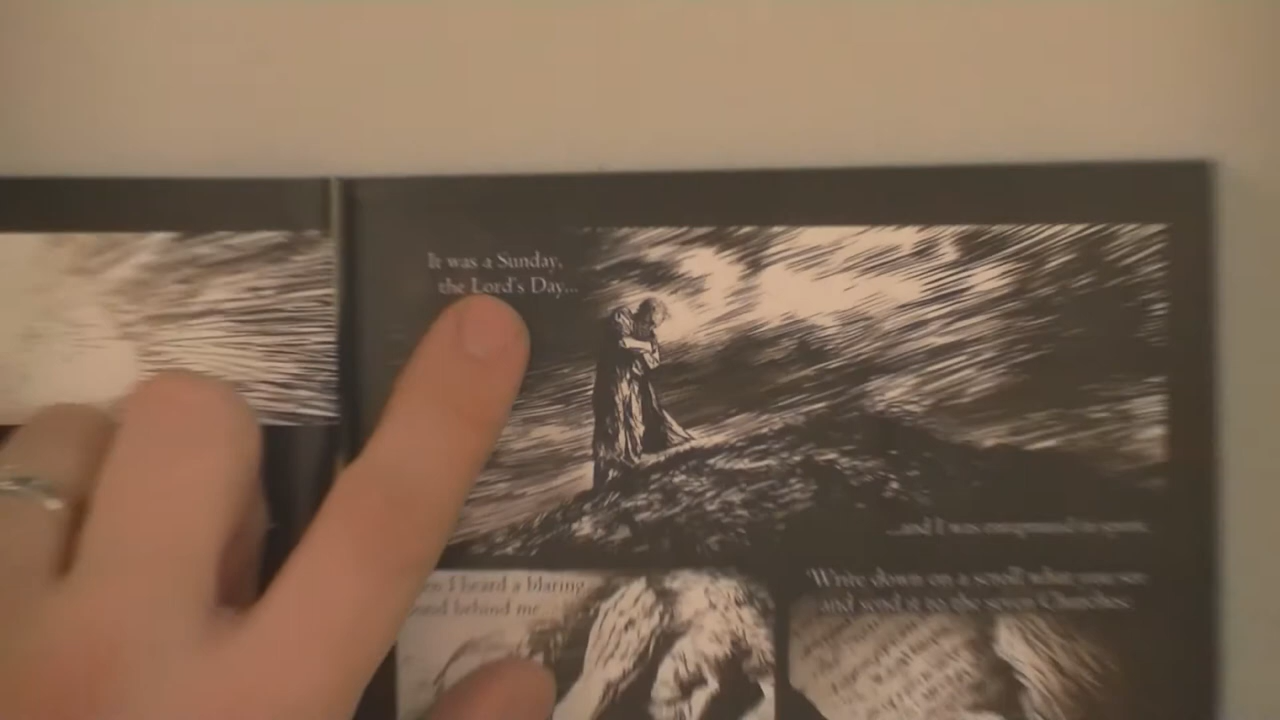 It was a Sunday,
the Lord's Day...
...and I was enraptured in spirit.
I heard a blaring
behind me...
'Write down on a scroll what you see
and send it to the seven Churches: